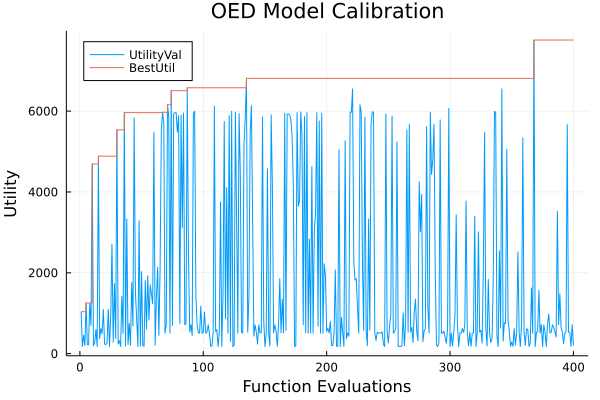 OED Model Calibration
UtilityVal
BestUtil
Utility
6000
4000
2000
0
0 100 200 300 400
Function Evaluations